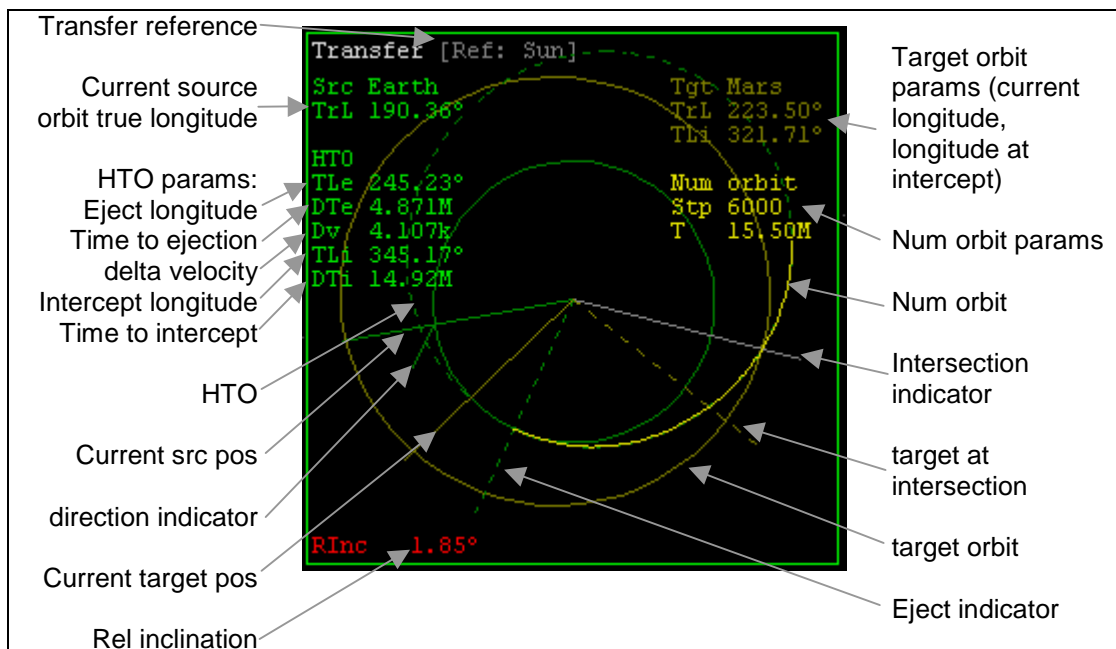 Transfer reference
Current source
orbit true longitude
HTO params:
Eject longitude
Time to ejection
delta velocity
Intercept longitude
Time to intercept
HTO
Current src pos
direction indicator
Current target pos
Rel inclination
Transfer [Ref: Sun]
Src Earth
TrL 190.36°
HTO
TLe 245.23°
DTe 4.871M
Dv 4.107k
TLi 345.17°
DTi 14.92M
Tgt Mars
TrL 223.50°
TLi 321.71°
Num orbit
Stp 6000
T 15.50M
RInc 1.85°
Target orbit
params (current
longitude,
longitude at
intercept)
Num orbit params
Num orbit
Intersection
indicator
target at
intersection
target orbit
Eject indicator